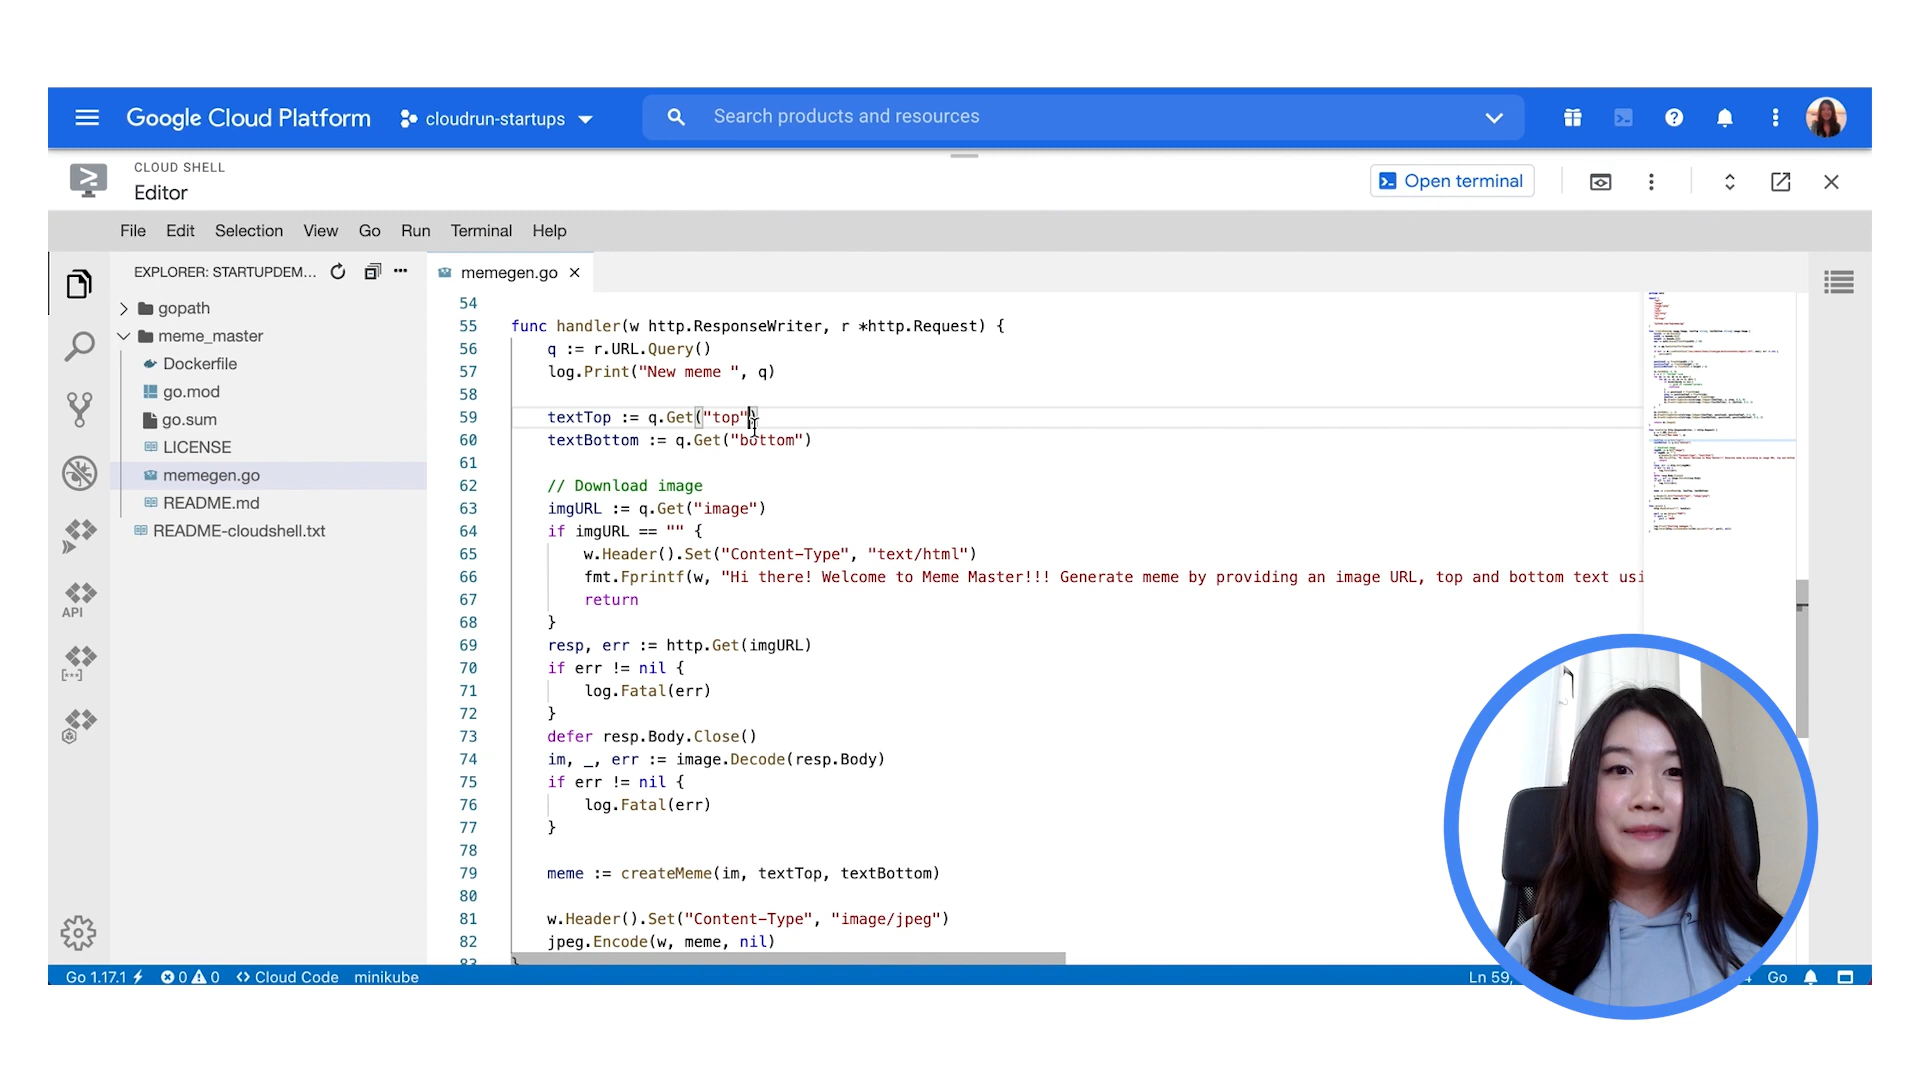 Google Cloud Platform
cloudrun-startups
Search products and resources
CLOUD SHELL
Editor
Open terminal
File Edit Selection View Go Run Terminal Help
EXPLORER: STARTUPDEM...
memegen.go
gopath
meme_master
Dockerfile
go.mod
go.sum
LICENSE
memegen.go
README.md
README-cloudshell.txt
API
54
55 func handler(w http.ResponseWriter, r *http.Request) {
56 q := r.URL.Query()
57 log.Print("New meme ", q)
58
59 textTop := q.Get("top")
60 textBottom := q.Get("bottom")
61
62 // Download image
63 imgURL := q.Get("image")
64 if imgURL == "" {
65 w.Header().Set("Content-Type", "text/html")
66 fmt.Fprintf(w, "Hi there! Welcome to Meme Master!!! Generate meme by providing an image URL, top and bottom text usi
67 return
68 }
69 resp, err := http.Get(imgURL)
70 if err != nil {
71 log.Fatal(err)
72 }
73 defer resp.Body.Close()
74 im, _, err := image.Decode(resp.Body)
75 if err != nil {
76 log.Fatal(err)
77 }
78
79 meme := createMeme(im, textTop, textBottom)
80
81 w.Header().Set("Content-Type", "image/jpeg")
82 jpeg.Encode(w, meme, nil)
83 }
Go 1.17.1 0 0 Cloud Code minikube
Ln 59,
Go